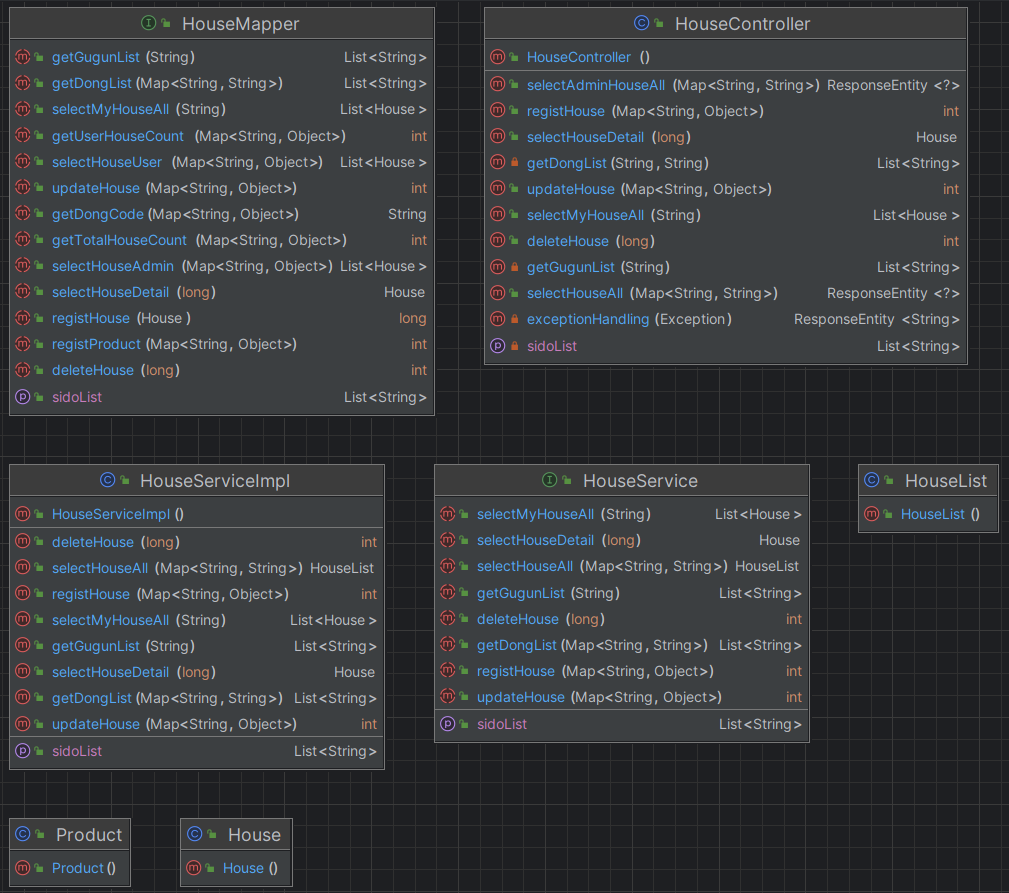 HouseMapper
getGugunList (String) List<String>
getDongList (Map<String, String>) List<String>
selectMyHouseAll (String) List<House >
getUserHouseCount (Map<String, Object>) int
selectHouseUser (Map<String, Object>) List<House >
updateHouse (Map<String, Object>) int
getDongCode (Map<String, Object>) String
getTotalHouseCount (Map<String, Object>) int
selectHouseAdmin (Map<String, Object>) List<House >
selectHouseDetail (long) House
registHouse (House ) long
registProduct (Map<String, Object>) int
deleteHouse (long) int
sidoList List<String>
HouseController
HouseController ()
selectAdminHouseAll (Map<String, String>) ResponseEntity <?>
registHouse (Map<String, Object>) int
selectHouseDetail (long) House
getDongList (String, String) List<String>
updateHouse (Map<String, Object>) int
selectMyHouseAll (String) List<House >
deleteHouse (long) int
getGugunList (String) List<String>
selectHouseAll (Map<String, String>) ResponseEntity <?>
exceptionHandling (Exception) ResponseEntity <String>
sidoList List<String>
HouseServiceImpl
HouseServiceImpl ()
deleteHouse (long) int
selectHouseAll (Map<String, String>) HouseList
registHouse (Map<String, Object>) int
selectMyHouseAll (String) List<House >
getGugunList (String) List<String>
selectHouseDetail (long) House
getDongList (Map<String, String>) List<String>
updateHouse (Map<String, Object>) int
sidoList List<String>
HouseService
selectMyHouseAll (String) List<House >
selectHouseDetail (long) House
selectHouseAll (Map<String, String>) HouseList
getGugunList (String) List<String>
deleteHouse (long) int
getDongList (Map<String, String>) List<String>
registHouse (Map<String, Object>) int
updateHouse (Map<String, Object>) int
sidoList List<String>
HouseList
HouseList ()
Product
Product ()
House
House ()